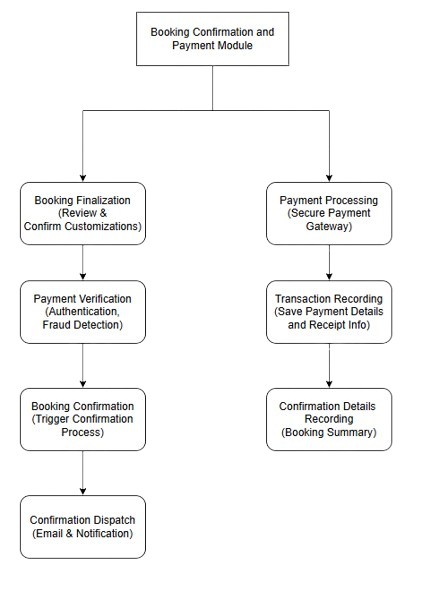 Booking Confirmation and
Payment Module
Booking Finalization
(Review &
Confirm Customizations)
Payment Verification
(Authentication,
Fraud Detection)
Booking Confirmation
(Trigger Confirmation
Process)
Confirmation Dispatch
(Email & Notification)
Payment Processing
(Secure Payment
Gateway)
Transaction Recording
(Save Payment Details
and Receipt Info)
Confirmation Details
Recording
(Booking Summary)